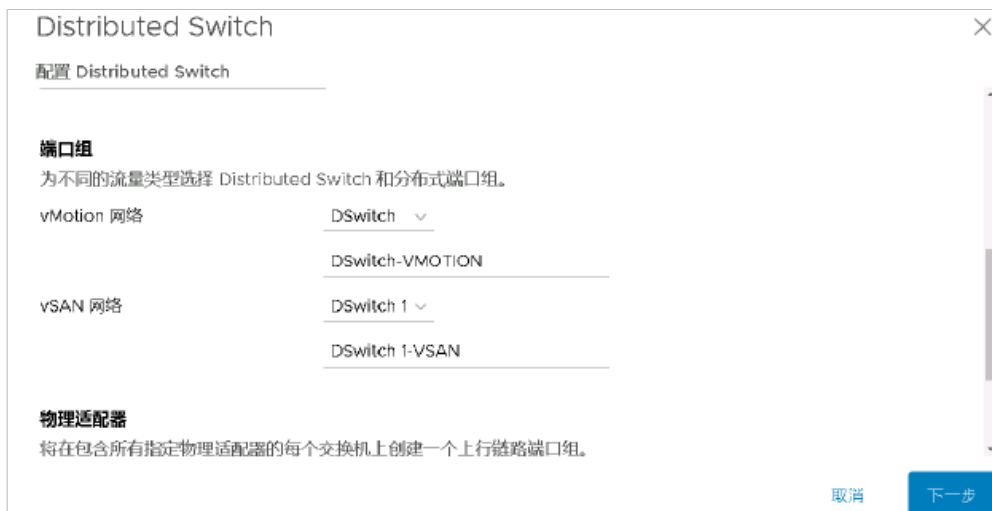 Distributed Switch
配置 Distributed Switch
端口组
为不同的流量类型选择 Distributed Switch 和分布式端口组。
vMotion 网络
DSwitch
DSwitch-VMOTION
vSAN 网络
DSwitch 1
DSwitch 1-VSAN
物理适配器
将在包含所有指定物理适配器的每个交换机上创建一个上行链路端口组。
取消
下一步